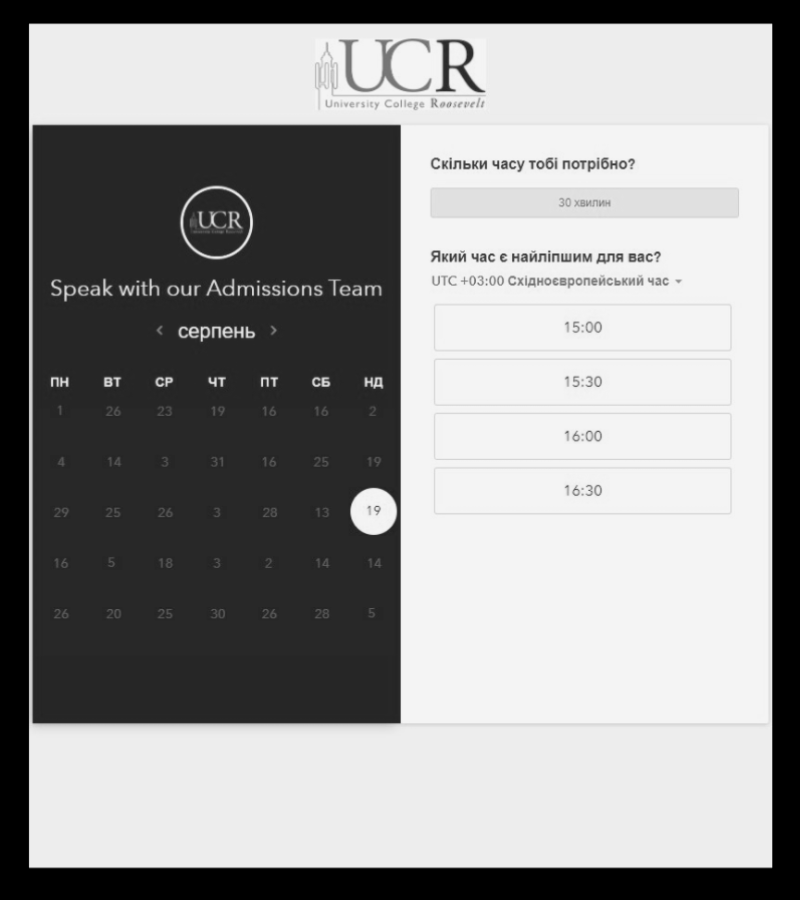 UCR
University College Roosevelt
UCR
Speak with our Admissions Team
< серпень >
ПН ВТ СР ЧТ ПТ СБ НД
1 26 23 19 16 16 2
4 14 3 31 16 25 19
29 25 26 3 28 13 19
16 5 18 3 2 14 14
26 20 25 30 26 28 5
Скільки часу тобі потрібно?
30 хвилин
Який час є найліпшим для вас?
UTC +03:00 Східноєвропейський час
15:00
15:30
16:00
16:30